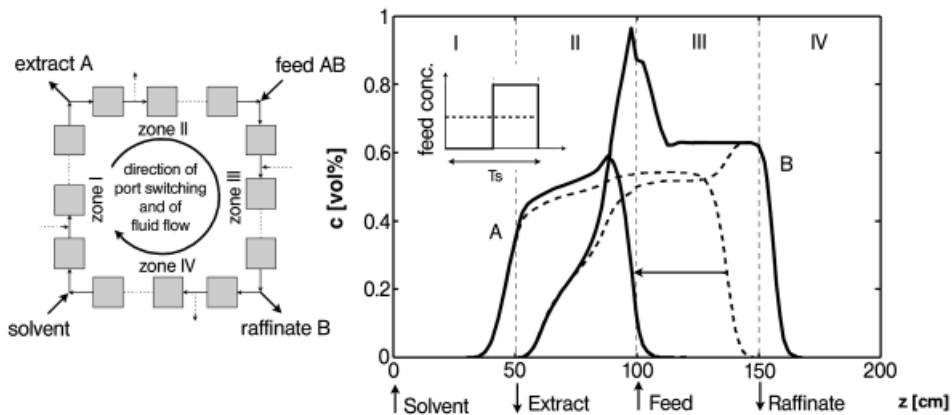 extract A
feed AB
zone II
direction of
port switching
and of
fluid flow
zone I
zone III
zone IV
solvent
raffinate B
c [vol%]
1
0.8
0.6
0.4
0.2
0
I
II
III
IV
feed conc.
Ts
A
B
0
50
100
150
200
Solvent
Extract
Feed
Raffinate
z [cm]